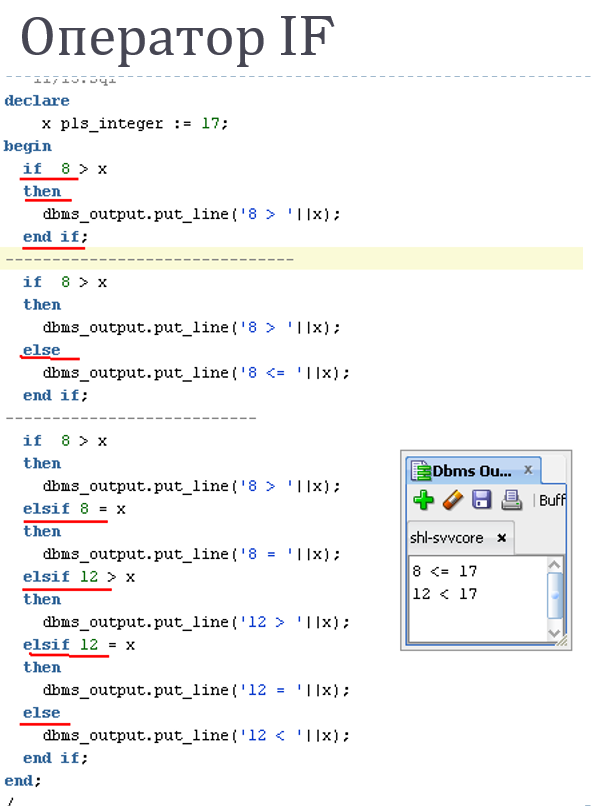 Оператор IF
declare
x pls_integer := 17;
begin
if 8 > x
then
dbms_output.put_line('8 > '||x);
end if;
-------------------------------
if 8 > x
then
dbms_output.put_line('8 > '||x);
else
dbms_output.put_line('8 <= '||x);
end if;
---------------------------
if 8 > x
then
dbms_output.put_line('8 > '||x);
elsif 8 = x
then
dbms_output.put_line('8 = '||x);
elsif 12 > x
then
dbms_output.put_line('12 > '||x);
elsif 12 = x
then
dbms_output.put_line('12 = '||x);
else
dbms_output.put_line('12 < '||x);
end if;
end;
/
Dbms Ou... x
Buff
shl-svvcore x
8 <= 17
12 < 17